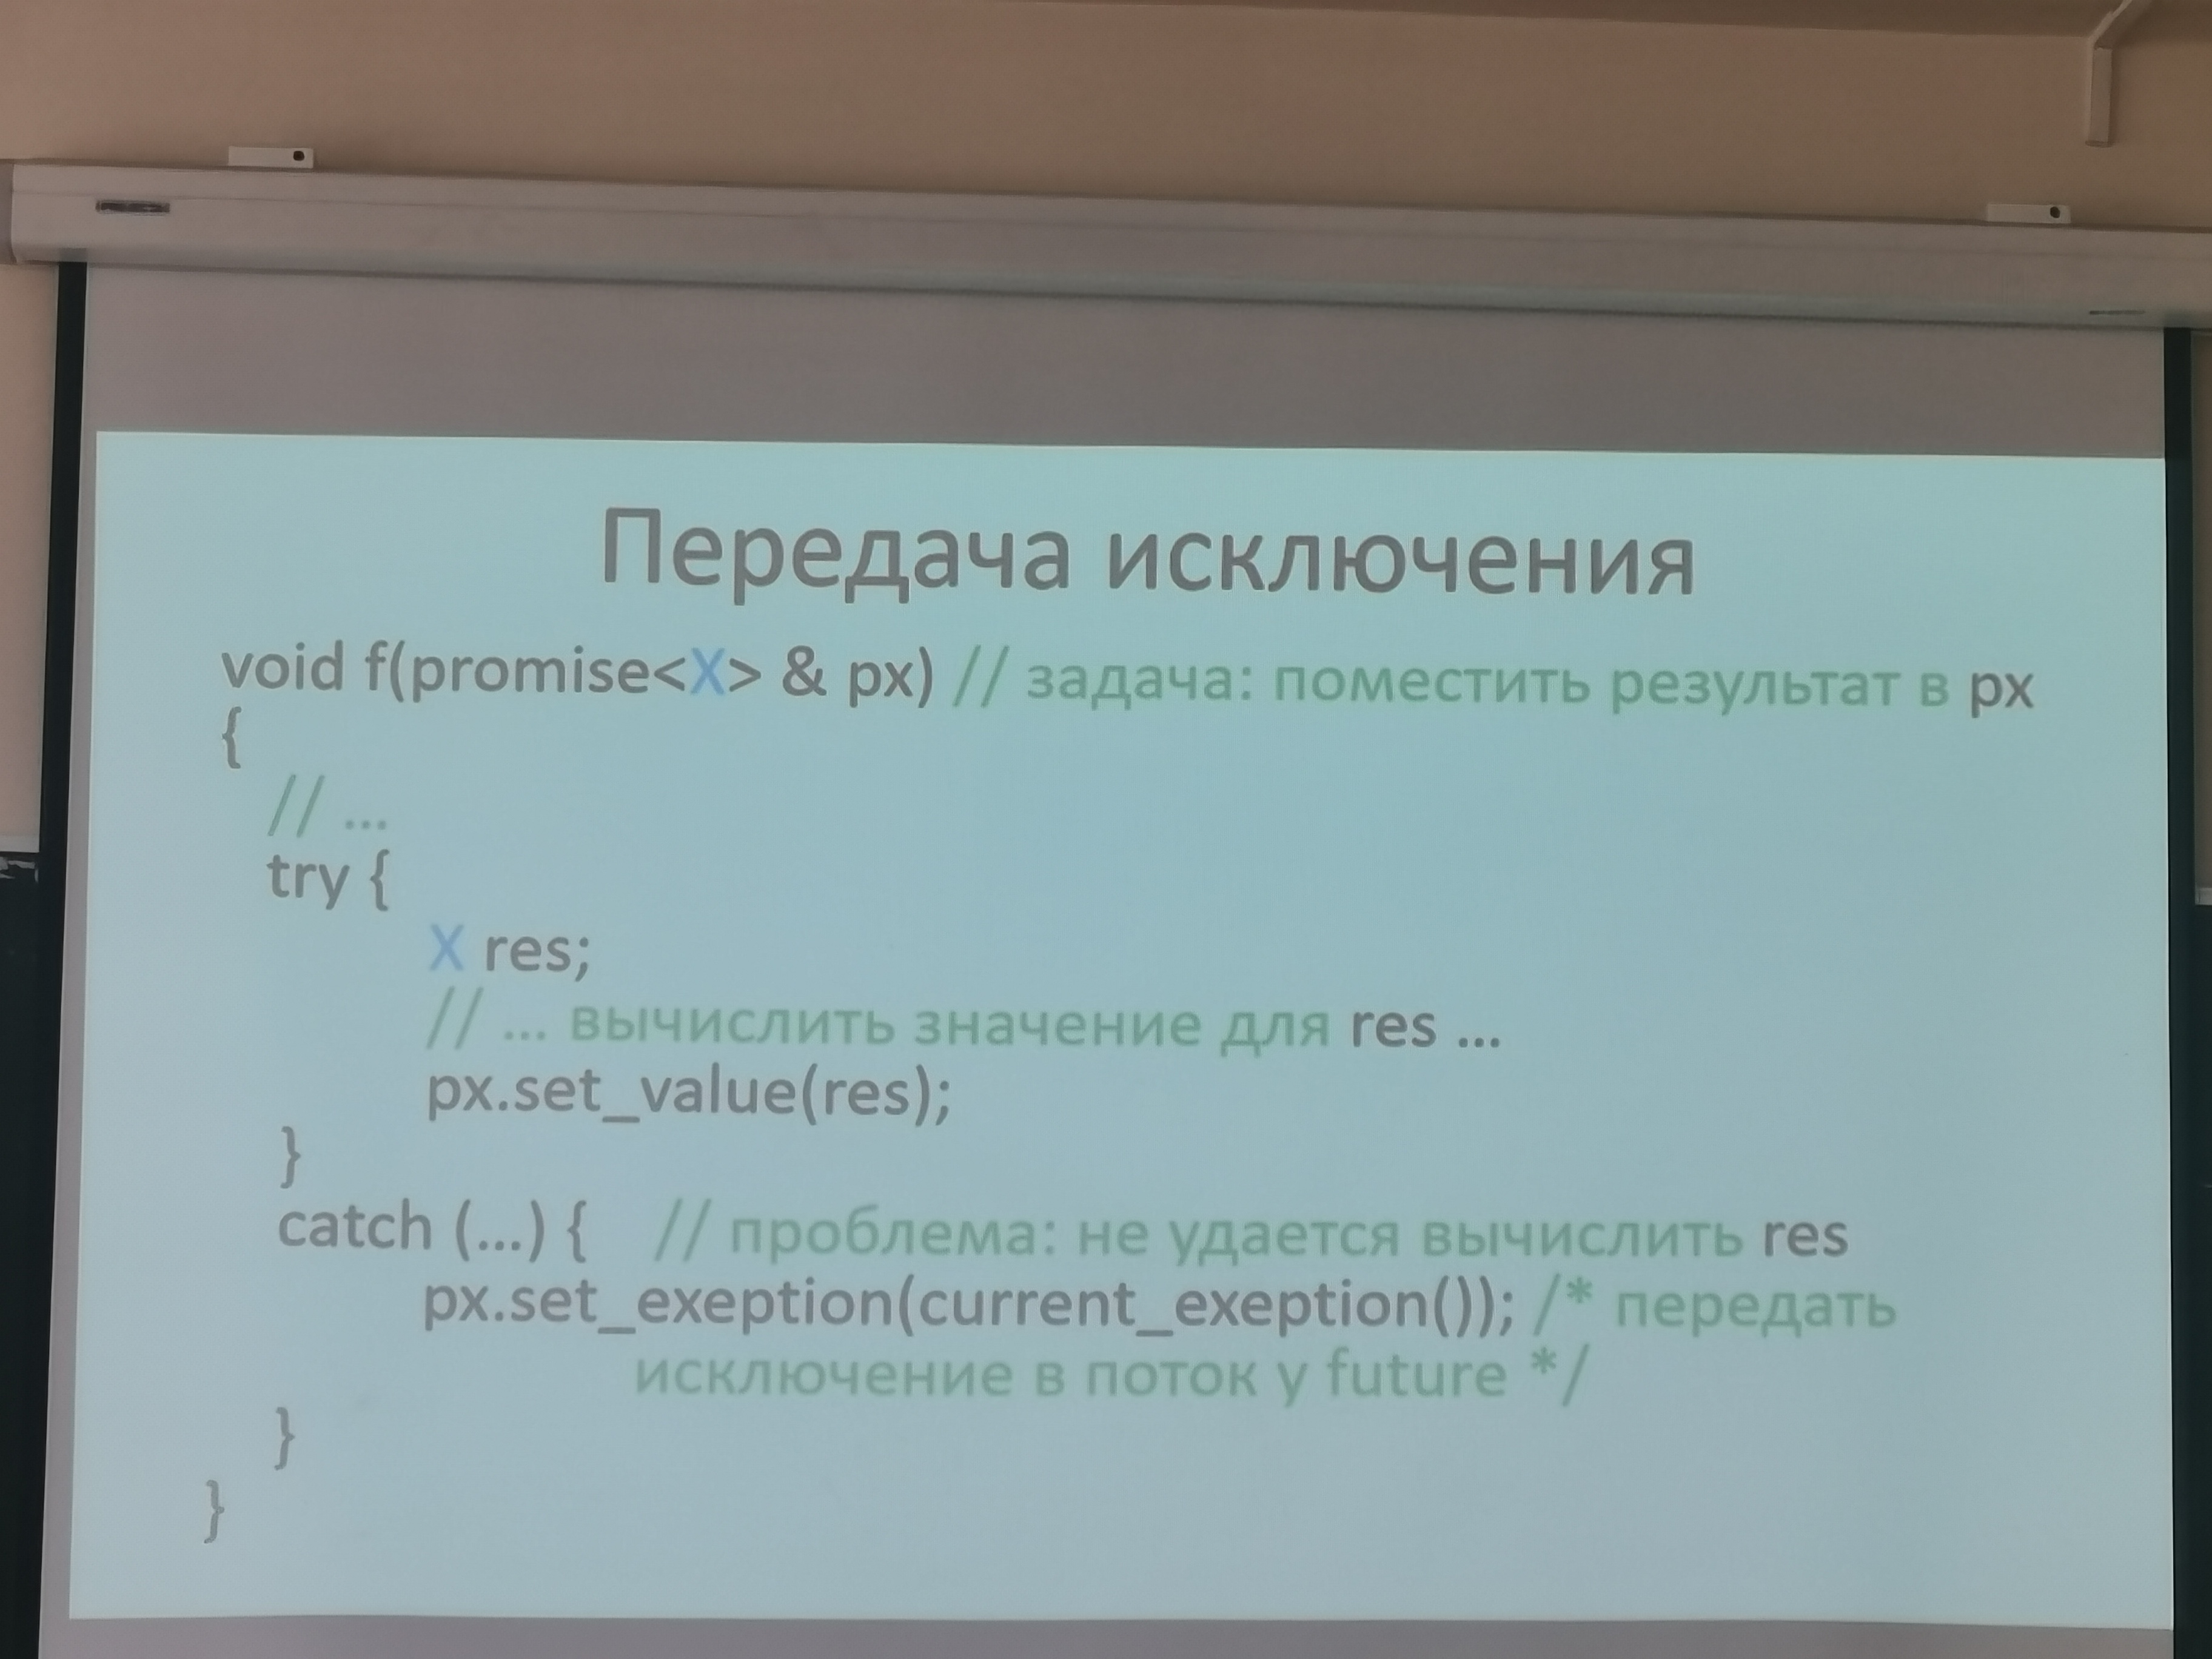 Передача исключения
void f(promise<X> & px) // задача: поместить результат в px
{
// ...
try {
X res;
// ... вычислить значение для res ...
px.set_value(res);
}
catch (...) { // проблема: не удается вычислить res
px.set_exeption(current_exeption()); /* передать
исключение в поток у future */
}
}